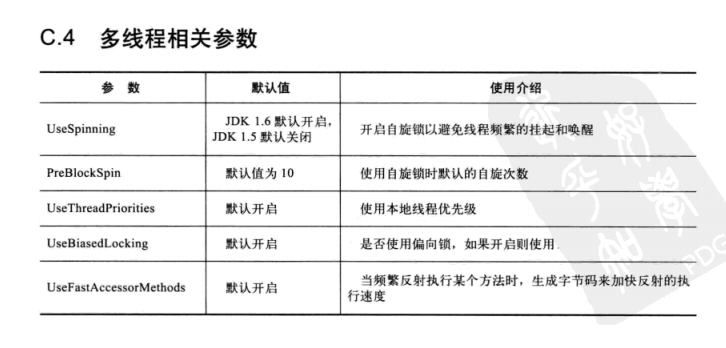 C.4 多线程相关参数
参 数 默认值 使用介绍
UseSpinning JDK 1.6 默认开启，JDK 1.5 默认关闭 开启自旋锁以避免线程频繁的挂起和唤醒
PreBlockSpin 默认值为 10 使用自旋锁时默认的自旋次数
UseThreadPriorities 默认开启 使用本地线程优先级
UseBiasedLocking 默认开启 是否使用偏向锁，如果开启则使用
UseFastAccessorMethods 默认开启 当频繁反射执行某个方法时，生成字节码来加快反射的执
行速度
PDG